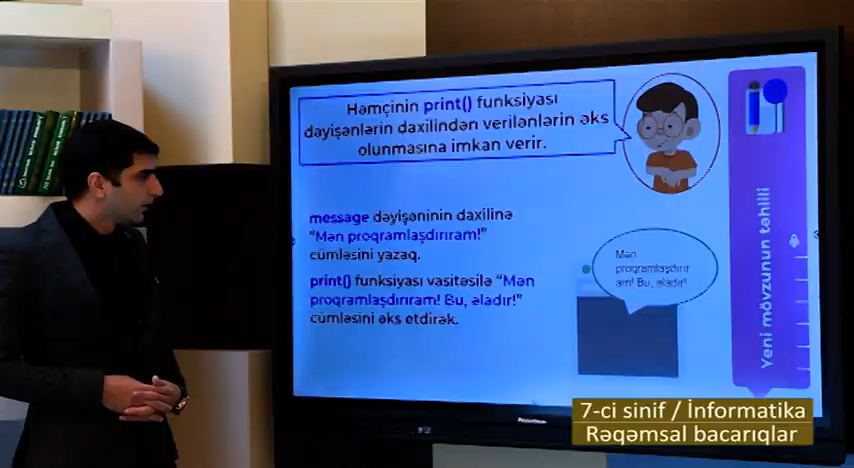 Həmçinin print() funksiyası
dəyişənlərin daxilindən verilənlərin əks
olunmasına imkan verir.
message dəyişəninin daxilinə
“Mən proqramlaşdırıram!”
cümləsini yazaq.
print() funksiyası vasitəsilə “Mən
proqramlaşdırıram! Bu, əladır!”
cümləsini əks etdirək.
Mən
proqramlaşdırır
am! Bu, əladır!
Yeni mövzunun təhlili
7-ci sinif / İnformatika
Rəqəmsal bacarıqlar